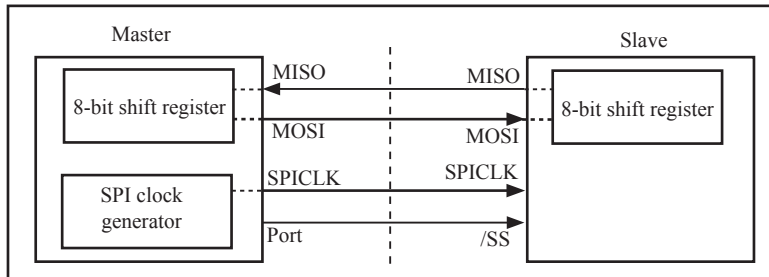 Master
Slave
MISO
MISO
8-bit shift register
8-bit shift register
MOSI
MOSI
SPICLK
SPICLK
SPI clock
generator
Port
/SS